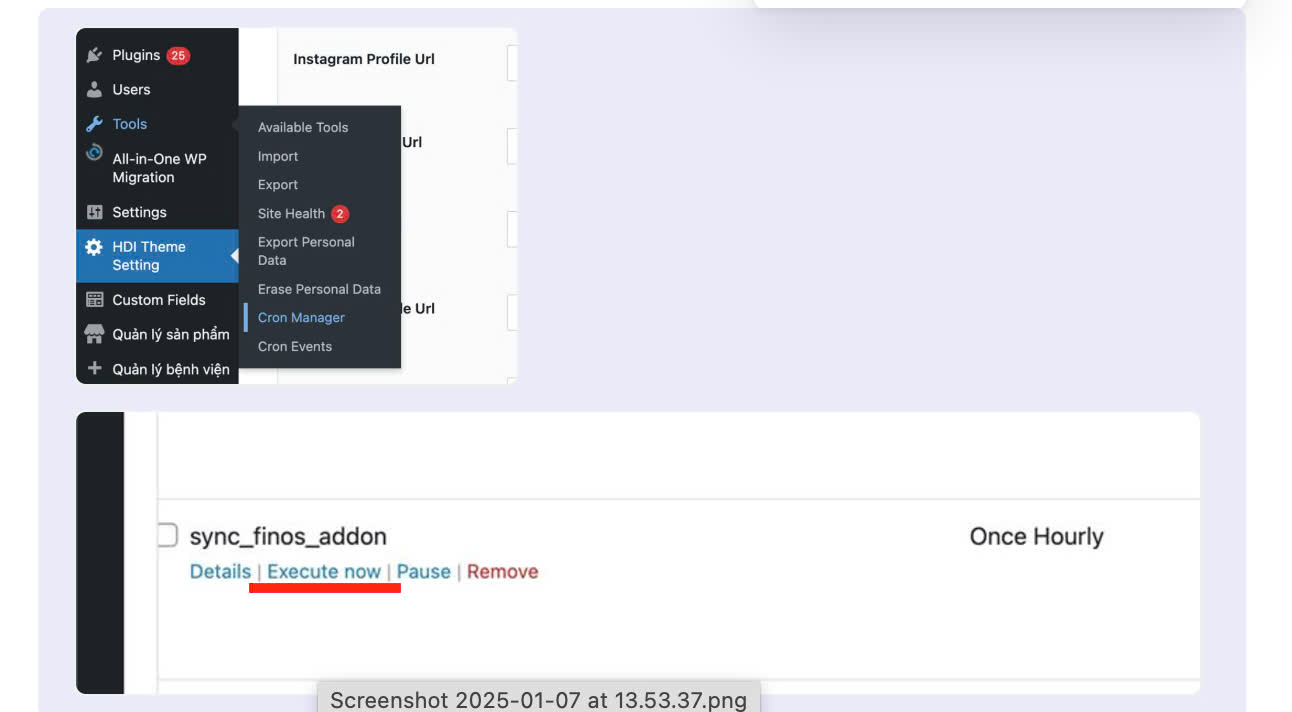 Plugins 25
Users
Tools
All-in-One WP
Migration
Settings
HDI Theme
Setting
Custom Fields
Quản lý sản phẩm
Quản lý bệnh viện
Available Tools
Import
Export
Site Health 2
Export Personal
Data
Erase Personal Data
Cron Manager
Cron Events
Instagram Profile Url
Url
le Url
sync_finos_addon
Once Hourly
Details | Execute now | Pause | Remove
Screenshot 2025-01-07 at 13.53.37.png